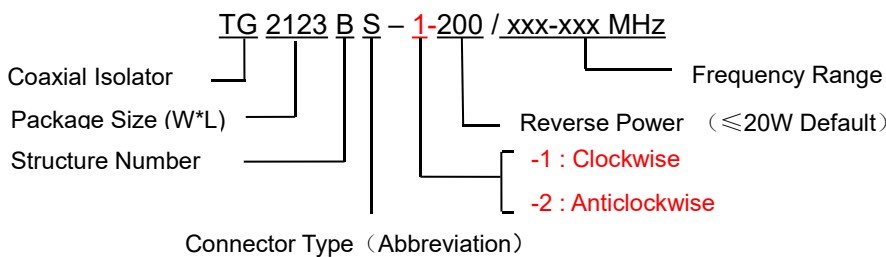 TG 2123 B S – 1-200 / xxx-xxx MHz
Coaxial Isolator
Frequency Range
Package Size (W*L)
Reverse Power （≤20W Default）
Structure Number
-1 : Clockwise
-2 : Anticlockwise
Connector Type（Abbreviation）